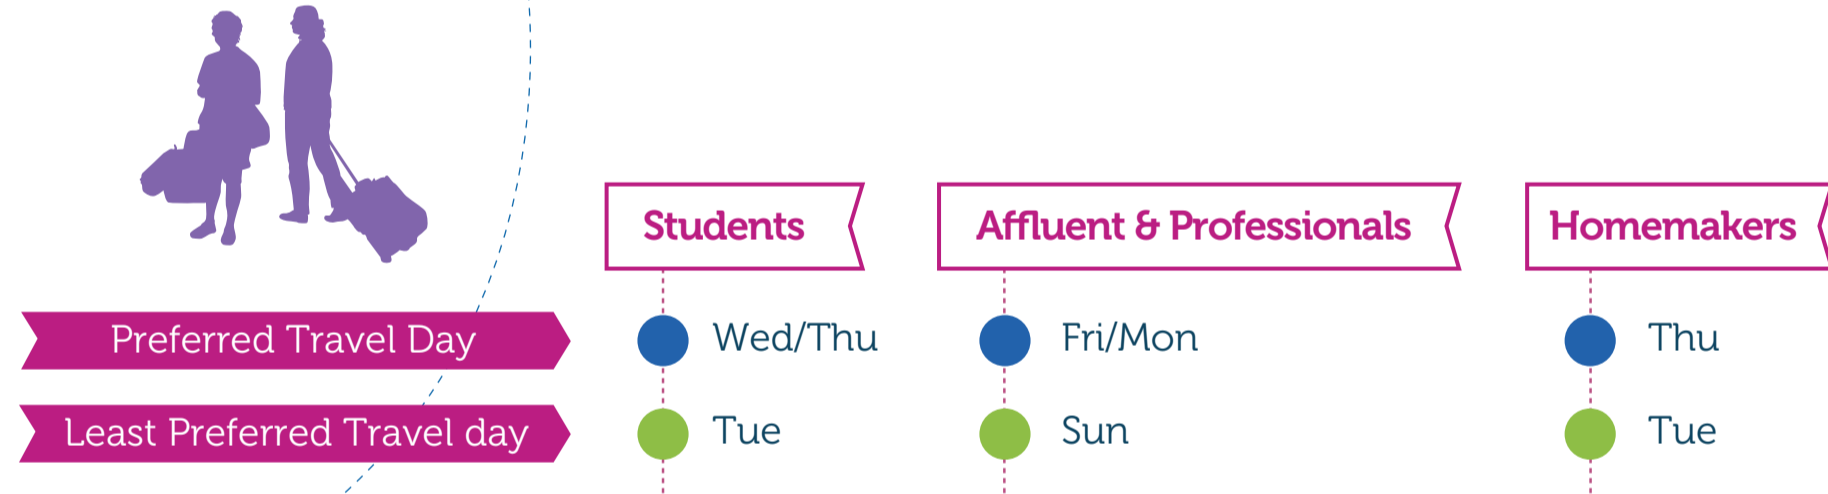 Students Affluent & Professionals Homemakers
Preferred Travel Day Wed/Thu Fri/Mon Thu
Least Preferred Travel day Tue Sun Tue